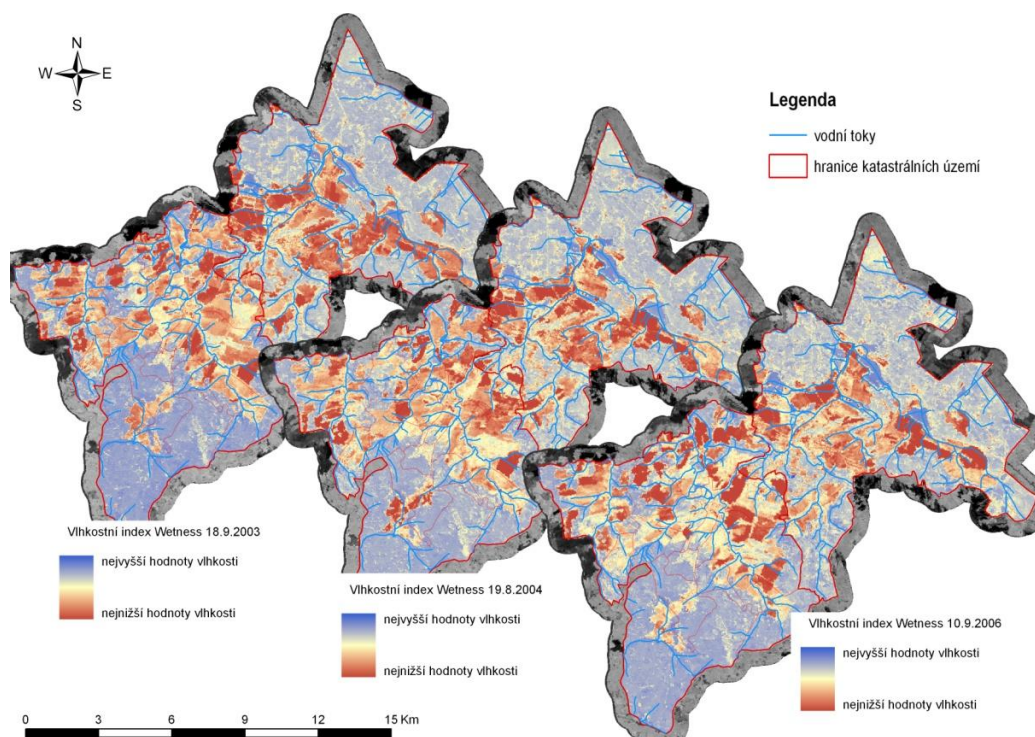 N
W E
S
Legenda
vodní toky
hranice katastrálních území
Vlhkostní index Wetness 18.9.2003
nejvyšší hodnoty vlhkosti
nejnižší hodnoty vlhkosti
Vlhkostní index Wetness 19.8.2004
nejvyšší hodnoty vlhkosti
nejnižší hodnoty vlhkosti
Vlhkostní index Wetness 10.9.2006
nejvyšší hodnoty vlhkosti
nejnižší hodnoty vlhkosti
0 3 6 9 12 15 Km